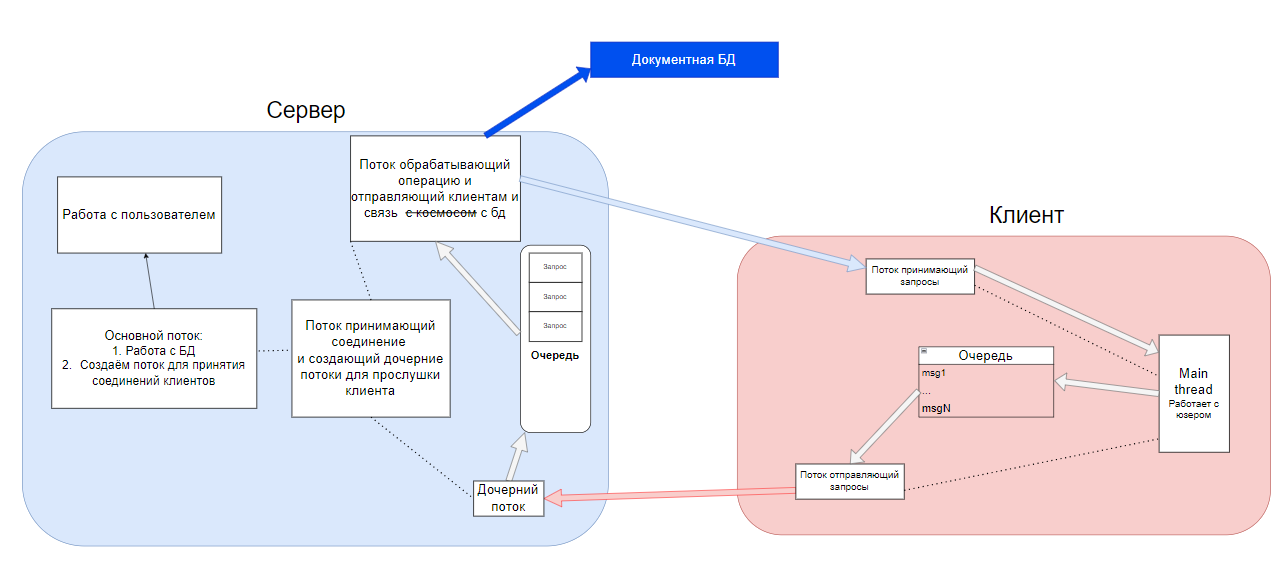 Документная БД
Сервер
Поток обрабатывающий
операцию и
отправляющий клиентам и
связь с космосом с бд
Работа с пользователем
Запрос
Запрос
Запрос
Очередь
Основной поток:
1. Работа с БД
2. Создаём поток для принятия
соединений клиентов
Поток принимающий
соединение
и создающий дочерние
потоки для прослушки
клиента
Дочерний
поток
Клиент
Поток принимающий
запросы
Очередь
msg1
...
msgN
Main
thread
Работает с
юзером
Поток отправляющий
запросы